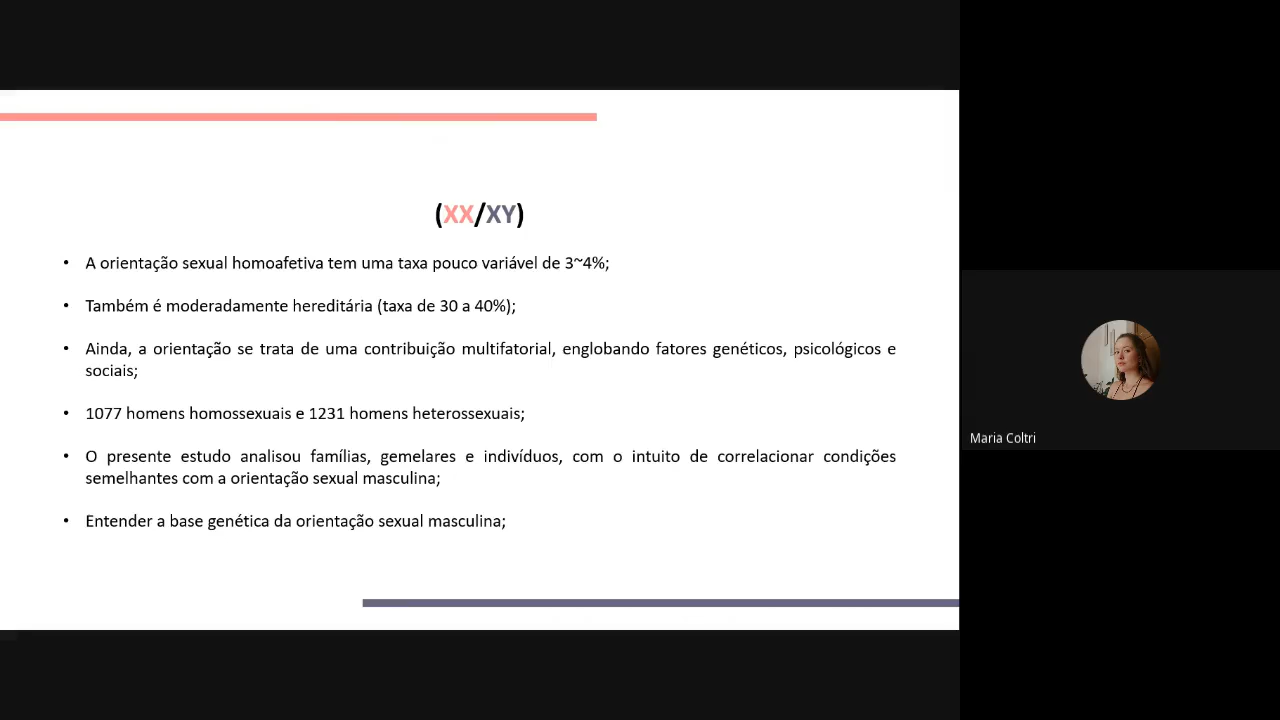 (XX/XY)
• A orientação sexual homoafetiva tem uma taxa pouco variável de 3~4%;
• Também é moderadamente hereditária (taxa de 30 a 40%);
• Ainda, a orientação se trata de uma contribuição multifatorial, englobando fatores genéticos, psicológicos e
sociais;
• 1077 homens homossexuais e 1231 homens heterossexuais;
• O presente estudo analisou famílias, gemelares e indivíduos, com o intuito de correlacionar condições
semelhantes com a orientação sexual masculina;
• Entender a base genética da orientação sexual masculina;
Maria Coltri